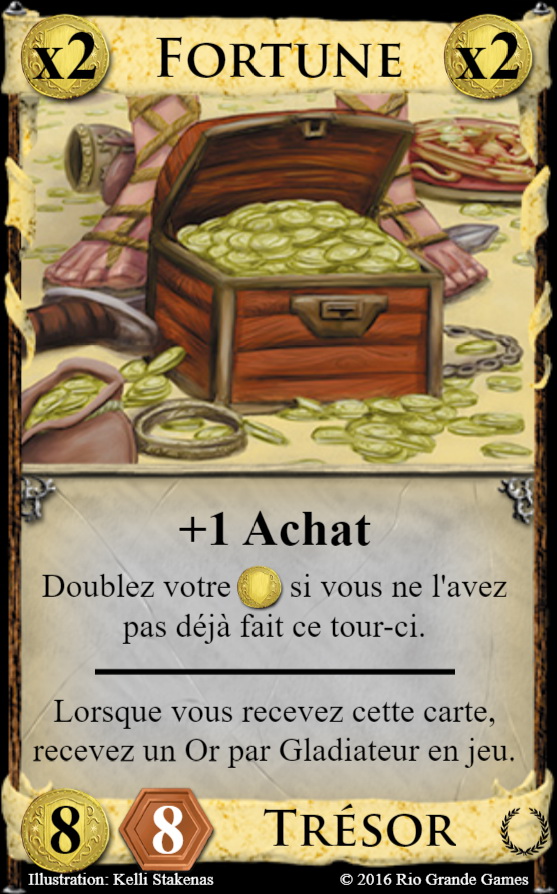 x2 FORTUNE x2
+1 Achat
Doublez votre si vous ne l'avez
pas déjà fait ce tour-ci.
Lorsque vous recevez cette carte,
recevez un Or par Gladiateur en jeu.
8 8 TRÉSOR
Illustration: Kelli Stakenas © 2016 Rio Grande Games